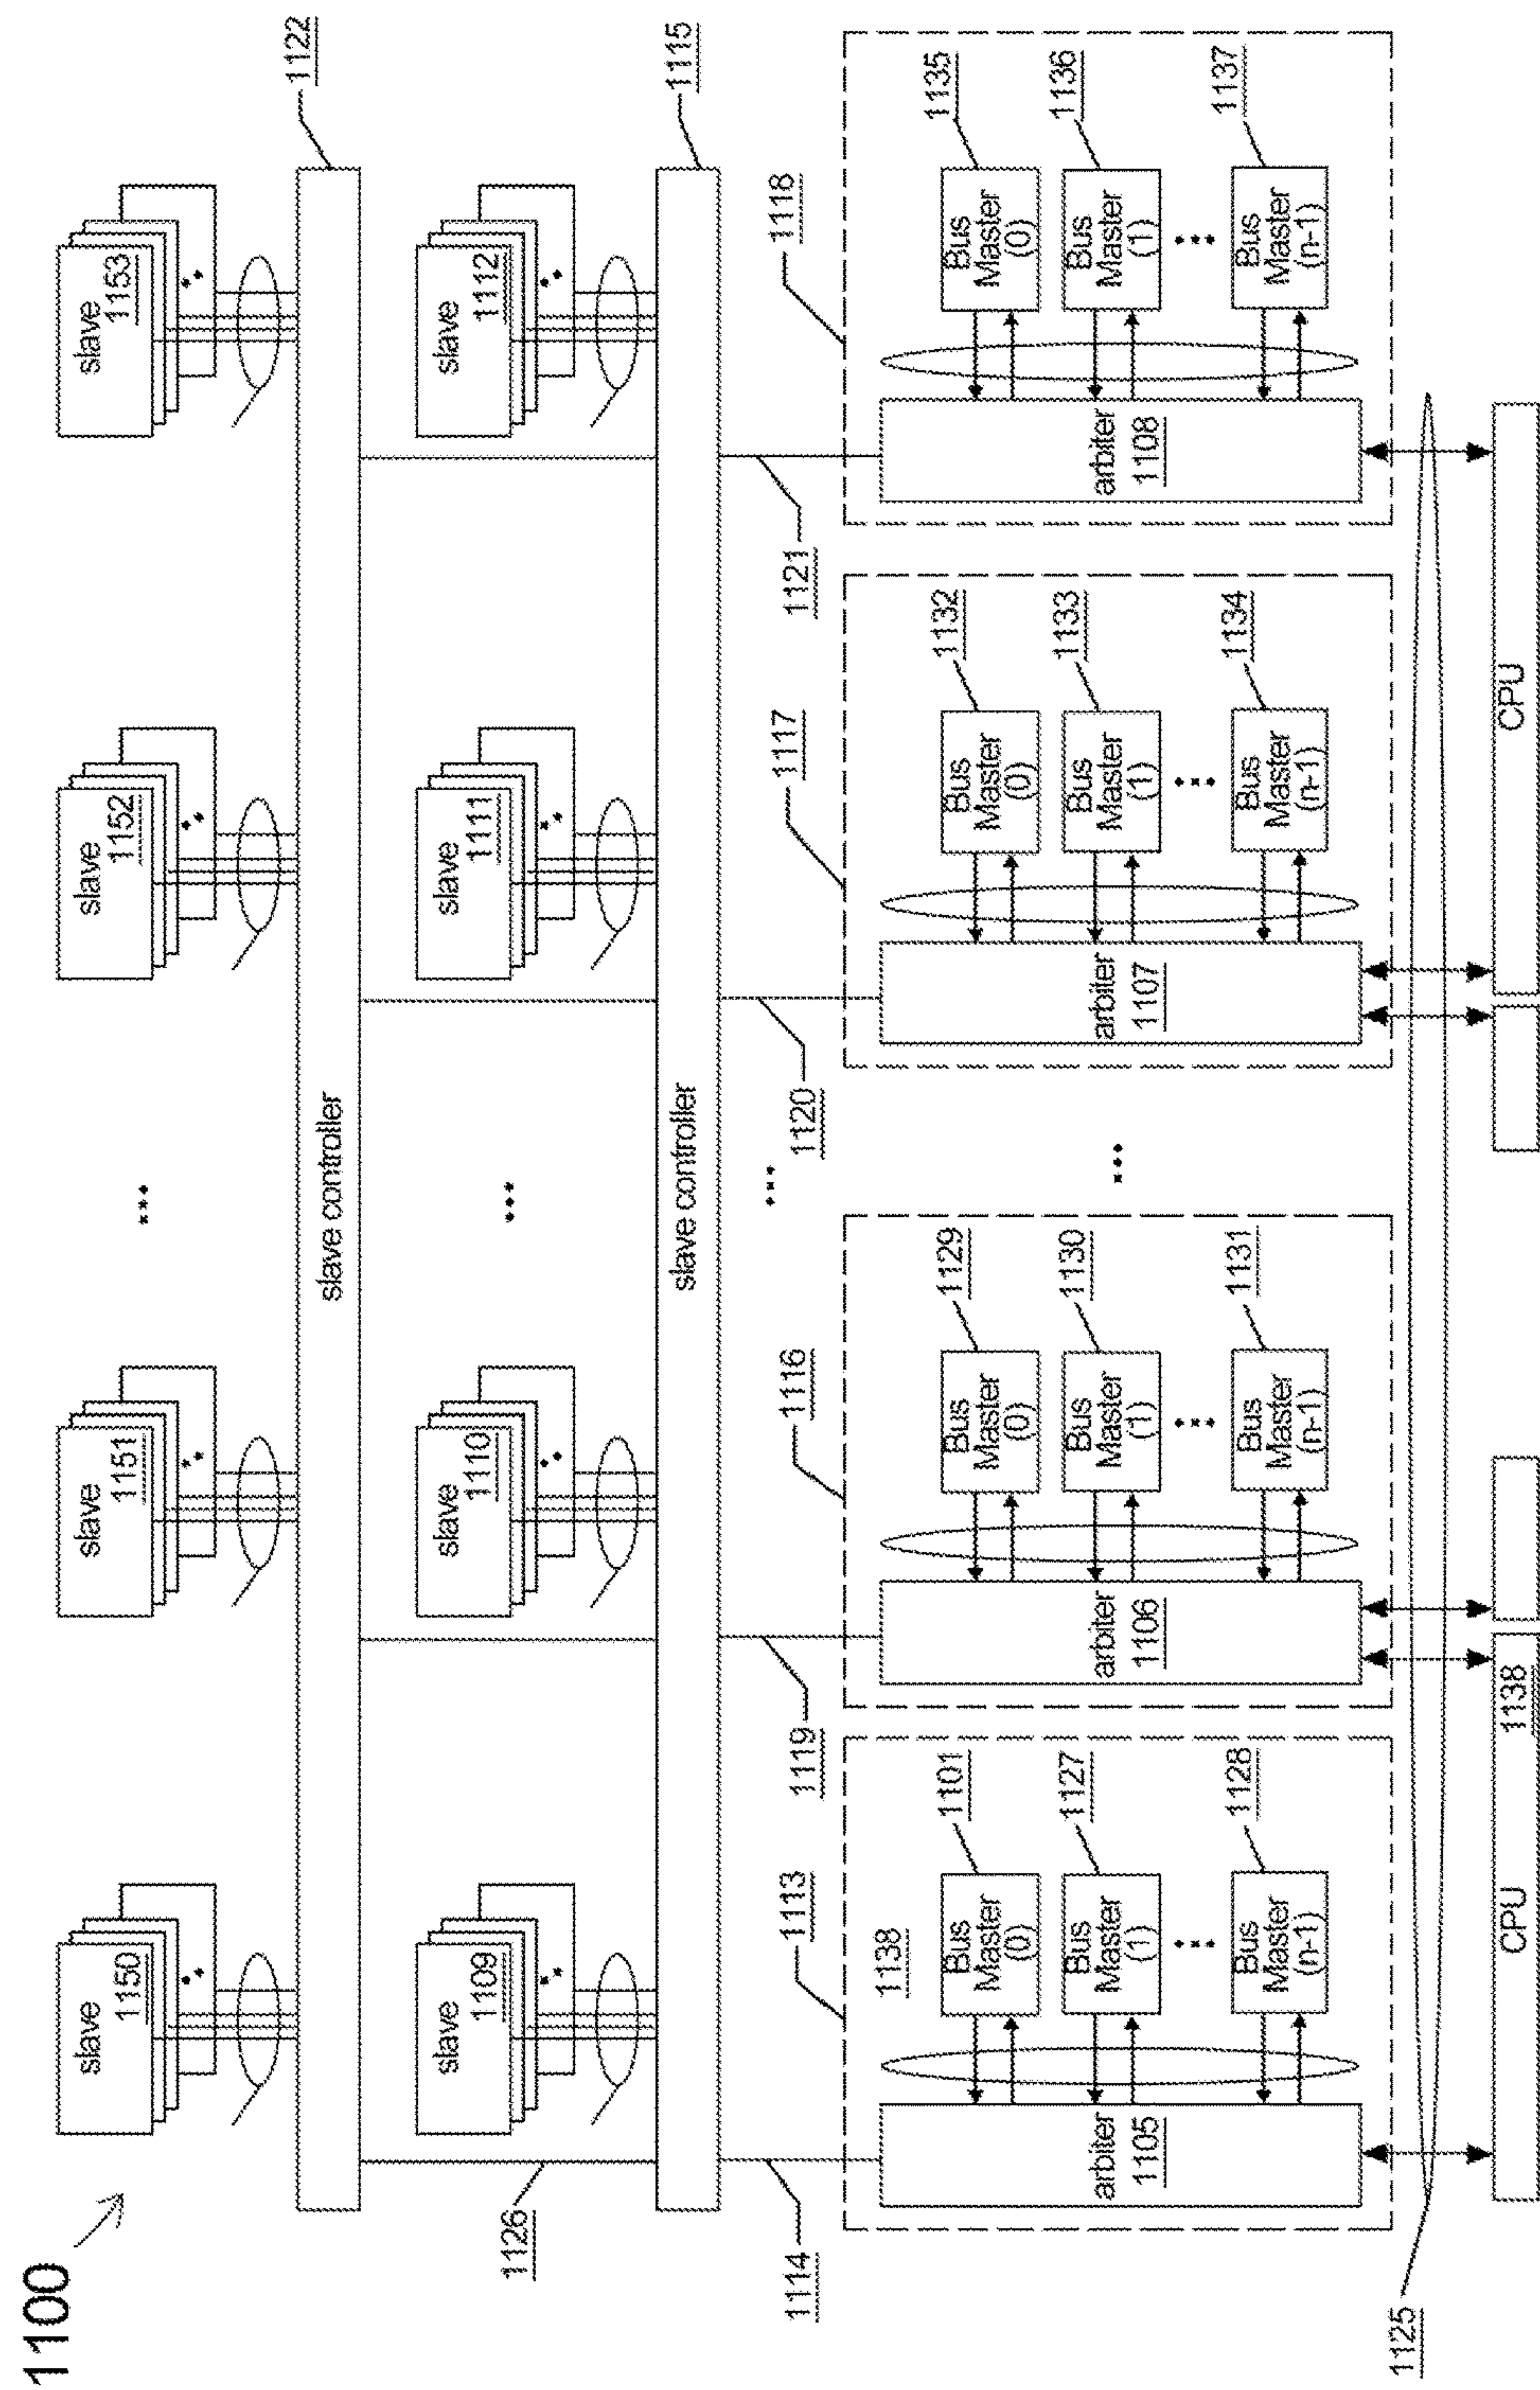 1100
slave
1150
slave
1151
slave
1152
slave
1153
•••
1122
slave controller
slave
1109
slave
1110
slave
1111
slave
1112
•••
1126
1115
slave controller
1114
1119
•••
1120
1121
1113
1116
1117
1118
1138
arbiter
1105
Bus
Master
(0)
1101
Bus
Master
(1)
1127
•••
Bus
Master
(n-1)
1128
arbiter
1106
Bus
Master
(0)
1129
Bus
Master
(1)
1130
•••
Bus
Master
(n-1)
1131
•••
arbiter
1107
Bus
Master
(0)
1132
Bus
Master
(1)
1133
•••
Bus
Master
(n-1)
1134
arbiter
1108
Bus
Master
(0)
1135
Bus
Master
(1)
1136
•••
Bus
Master
(n-1)
1137
1125
CPU 1138
CPU